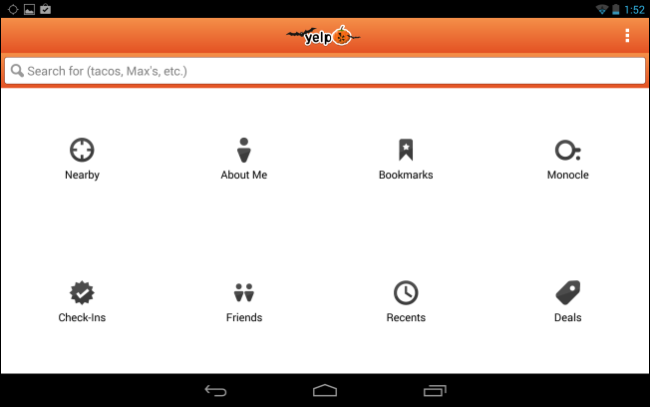 1:52
yelp
Search for (tacos, Max's, etc.)
Nearby
About Me
Bookmarks
Monocle
Check-Ins
Friends
Recents
Deals